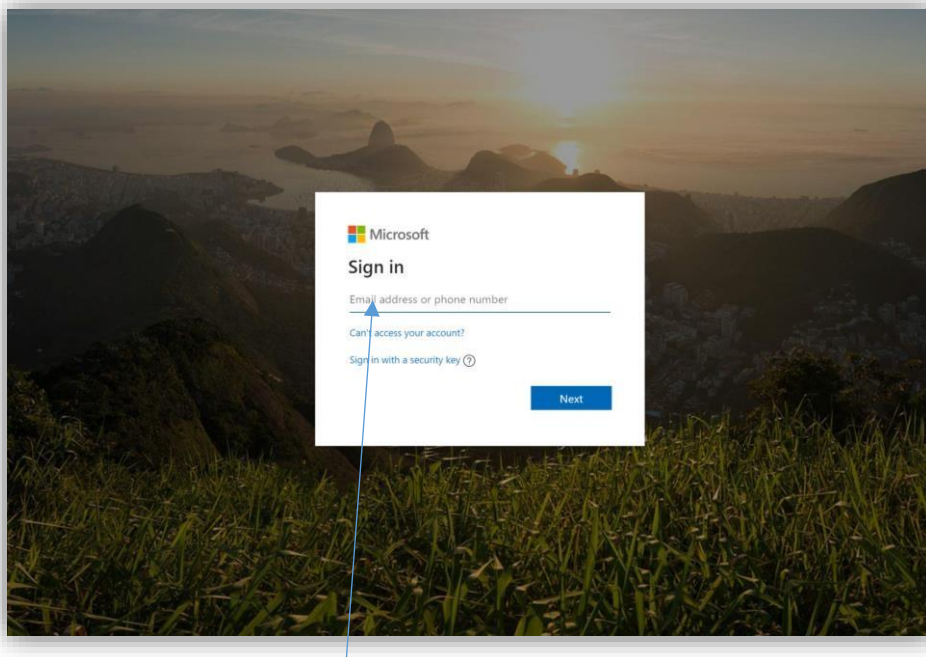 Microsoft
Sign in
Email address or phone number
Can't access your account?
Sign in with a security key
Next